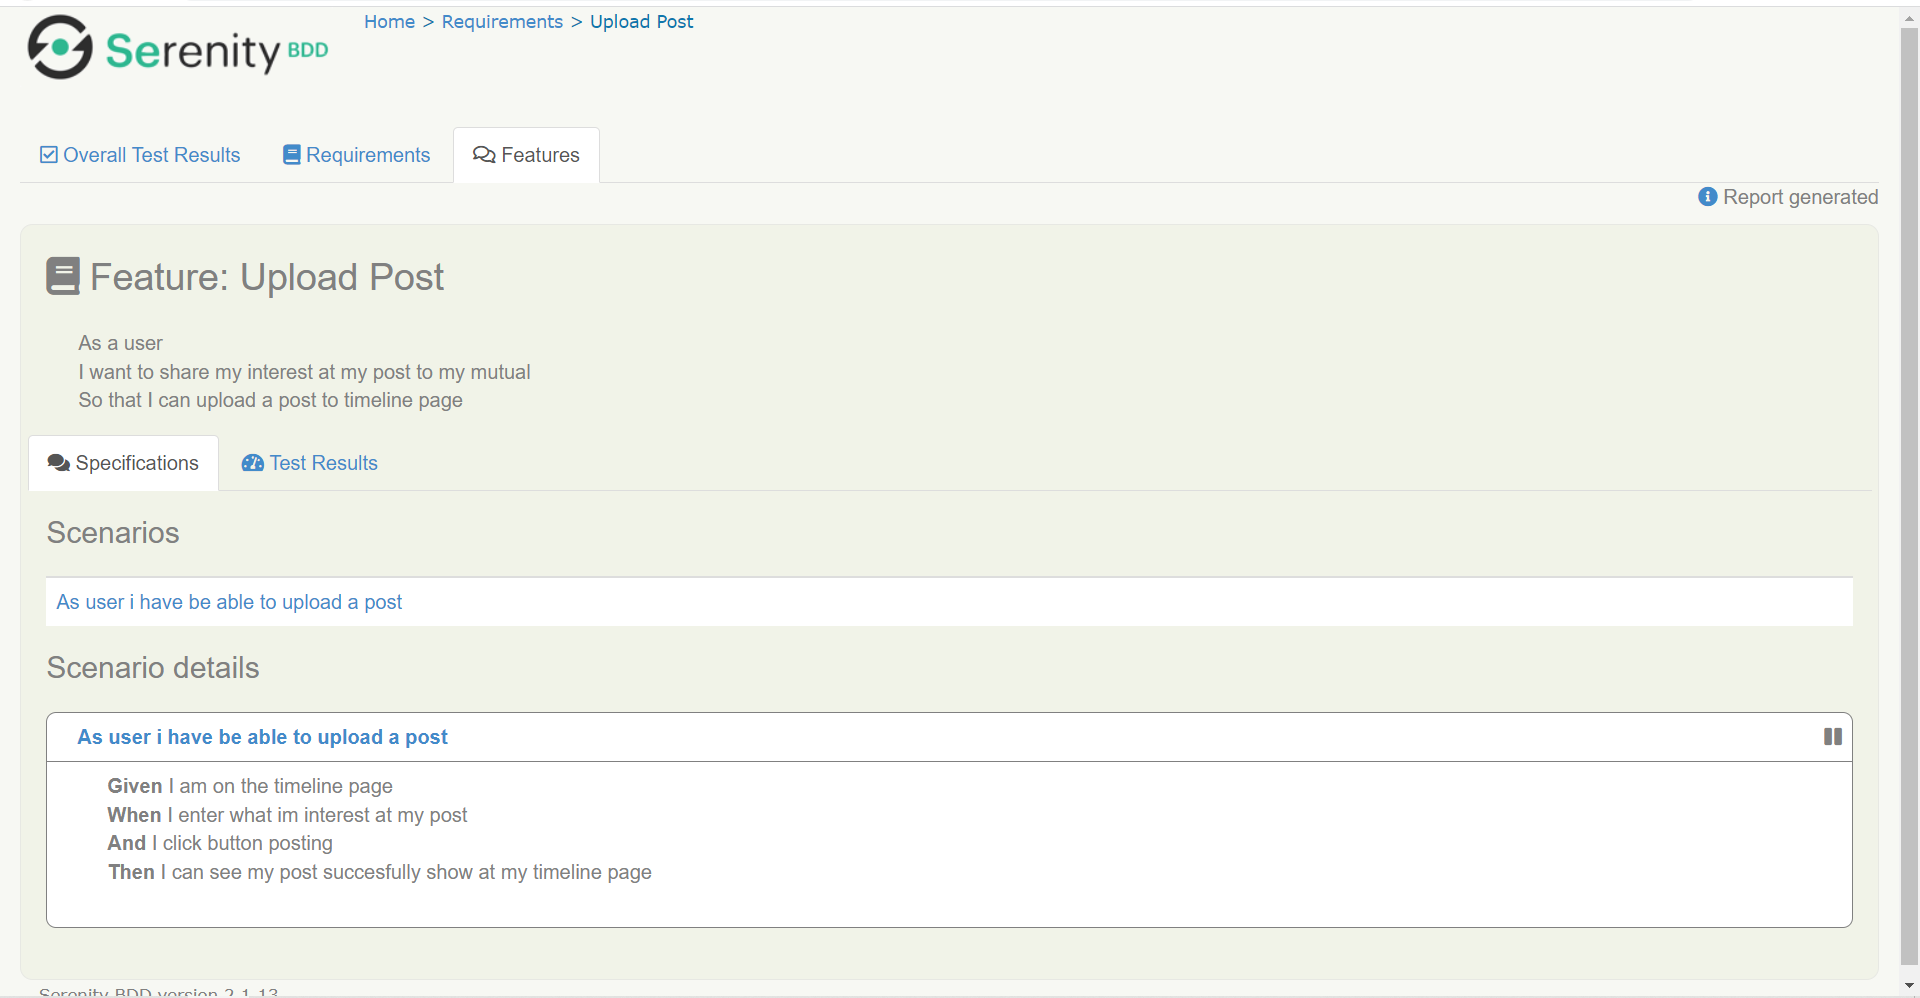 Serenity BDD
Home > Requirements > Upload Post
Overall Test Results
Requirements
Features
Report generated
Feature: Upload Post
As a user
I want to share my interest at my post to my mutual
So that I can upload a post to timeline page
Specifications
Test Results
Scenarios
As user i have be able to upload a post
Scenario details
As user i have be able to upload a post
Given I am on the timeline page
When I enter what im interest at my post
And I click button posting
Then I can see my post succesfully show at my timeline page
Serenity BDD version 2.1.13